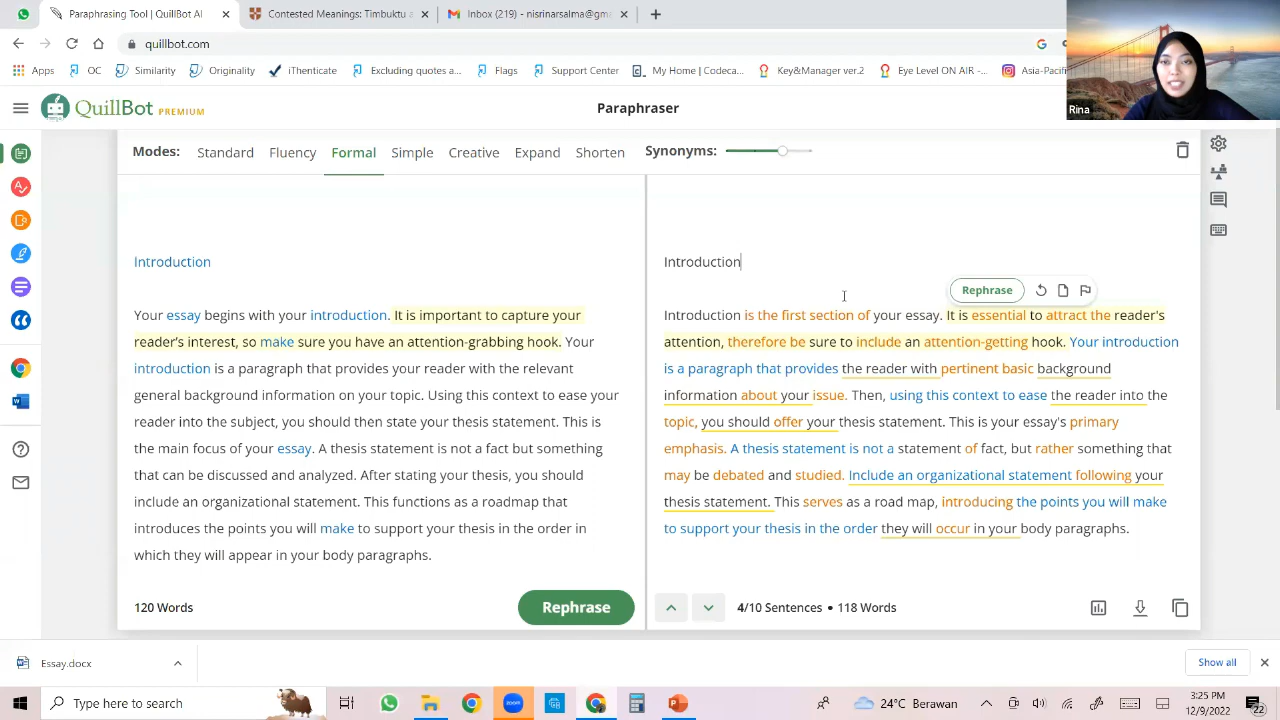 Paraphrasing Tool | QuillBot AI
Contested Meanings: Timbuktu a
Inbox (219) - nisrinarsalma@gm
quillbot.com
Apps
OC
Similarity
Originality
iThenticate
Excluding quotes a...
Flags
Support Center
My Home | Codeca...
Key&Manager ver.2
Eye Level ON AIR -...
Asia-Pacif
Rina
QuillBot PREMIUM
Paraphraser
Modes: Standard Fluency Formal Simple Creative Expand Shorten Synonyms:
Introduction
Your essay begins with your introduction. It is important to capture your
reader's interest, so make sure you have an attention-grabbing hook. Your
introduction is a paragraph that provides your reader with the relevant
general background information on your topic. Using this context to ease your
reader into the subject, you should then state your thesis statement. This is
the main focus of your essay. A thesis statement is not a fact but something
that can be discussed and analyzed. After stating your thesis, you should
include an organizational statement. This functions as a roadmap that
introduces the points you will make to support your thesis in the order in
which they will appear in your body paragraphs.
120 Words
Rephrase
Introduction
Rephrase
Introduction is the first section of your essay. It is essential to attract the reader's
attention, therefore be sure to include an attention-getting hook. Your introduction
is a paragraph that provides the reader with pertinent basic background
information about your issue. Then, using this context to ease the reader into the
topic, you should offer your thesis statement. This is your essay's primary
emphasis. A thesis statement is not a statement of fact, but rather something that
may be debated and studied. Include an organizational statement following your
thesis statement. This serves as a road map, introducing the points you will make
to support your thesis in the order they will occur in your body paragraphs.
4/10 Sentences • 118 Words
Essay.docx
Show all
Type here to search
zoom
24°C Berawan
3:25 PM
12/9/2022
22